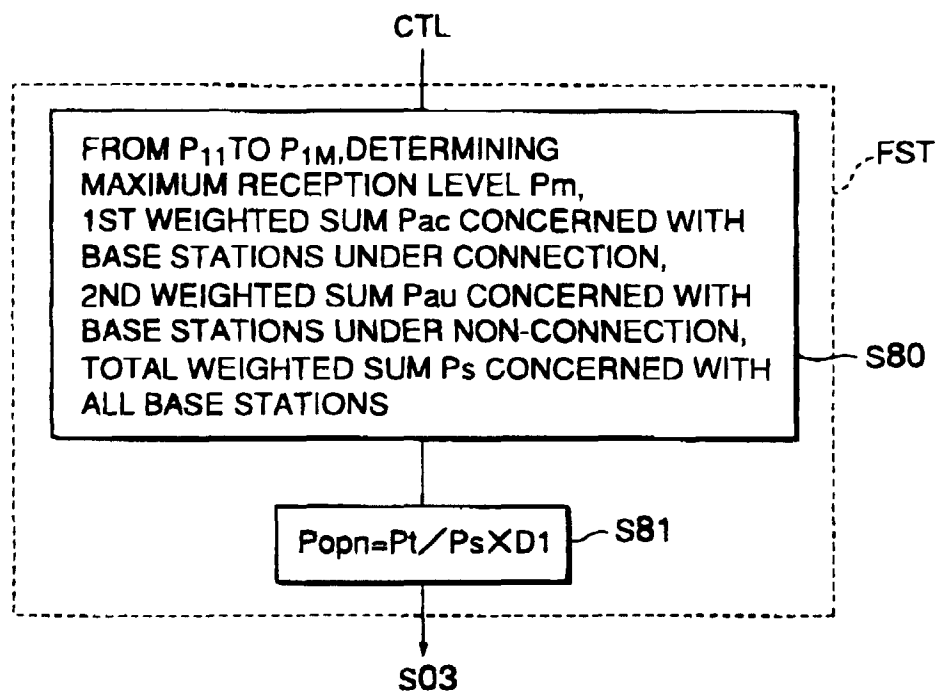 CTL
FROM P11 TO P1M, DETERMINING
MAXIMUM RECEPTION LEVEL Pm,
1ST WEIGHTED SUM Pac CONCERNED WITH
BASE STATIONS UNDER CONNECTION,
2ND WEIGHTED SUM Pau CONCERNED WITH
BASE STATIONS UNDER NON-CONNECTION,
TOTAL WEIGHTED SUM Ps CONCERNED WITH
ALL BASE STATIONS
FST
S80
Popn=Pt/Ps×D1
S81
S03